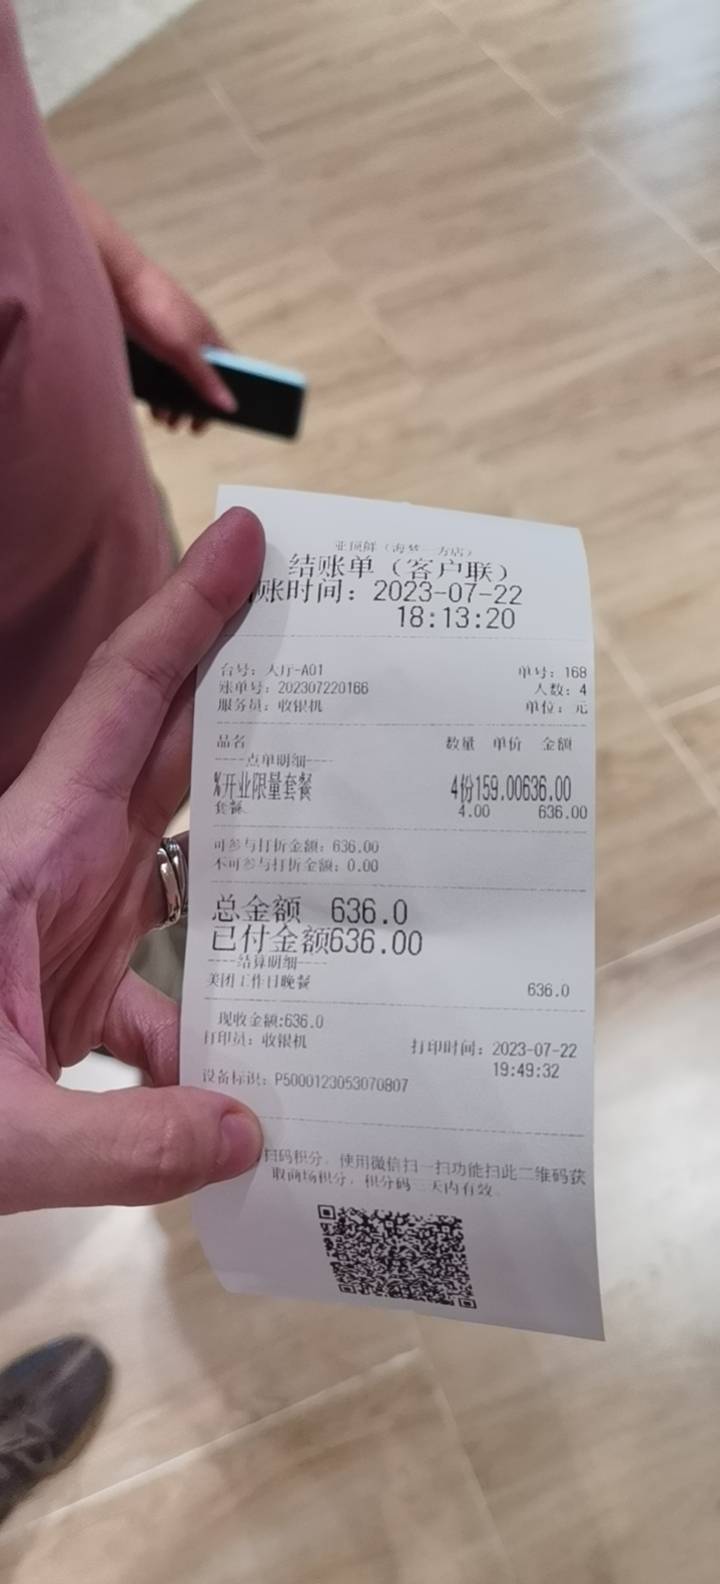 亚顶鲜（海梦一方店）
结账单（客户联）
账时间：2023-07-22
18:13:20
台号：大厅-A01 单号：168
账单号：202307220166 人数：4
服务员：收银机 单位：元
品名 数量 单价 金额
----点单明细----
%开业限量套餐 4份159.00636.00
套餐 4.00 636.00
可参与打折金额：636.00
不可参与打折金额：0.00
总金额 636.0
已付金额636.00
----结算明细----
美团工作日晚餐 636.0
现收金额:636.0
打印员：收银机 打印时间：2023-07-22
19:49:32
设备标识：P5000123053070807
扫码积分，使用微信扫一扫功能扫此二维码获
取商场积分，积分码三天内有效。